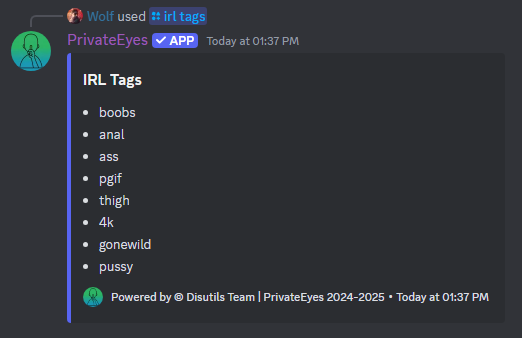 Wolf used irl tags
PrivateEyes ✓ APP Today at 01:37 PM
IRL Tags
• boobs
• anal
• ass
• pgif
• thigh
• 4k
• gonewild
• pussy
Powered by © Disutils Team | PrivateEyes 2024-2025 • Today at 01:37 PM